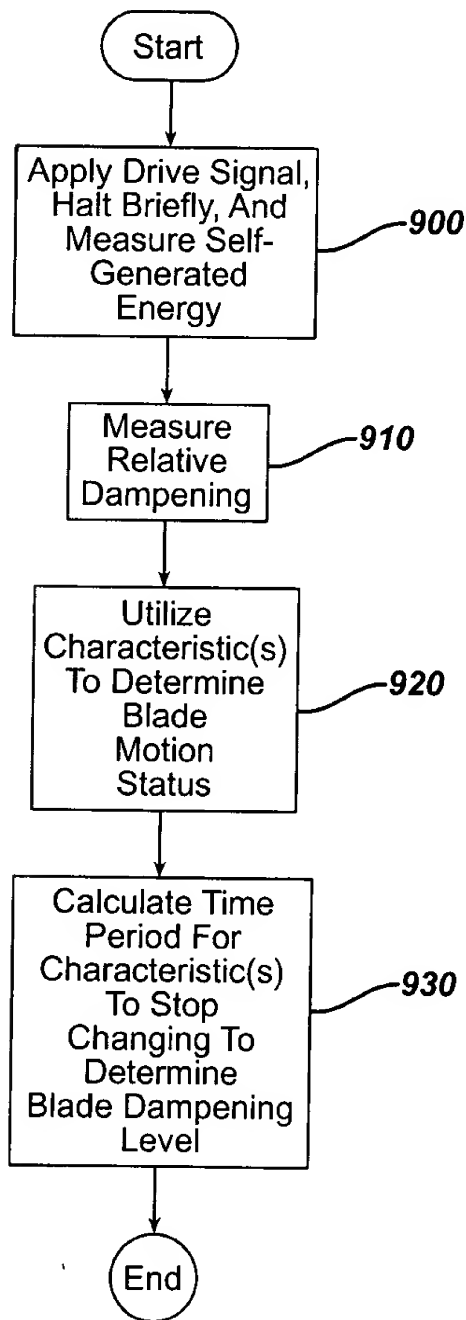 Start
Apply Drive Signal,
Halt Briefly, And
Measure Self-
Generated
Energy
900
Measure
Relative
Dampening
910
Utilize
Characteristic(s)
To Determine
Blade
Motion
Status
920
Calculate Time
Period For
Characteristic(s)
To Stop
Changing To
Determine
Blade Dampening
Level
930
End